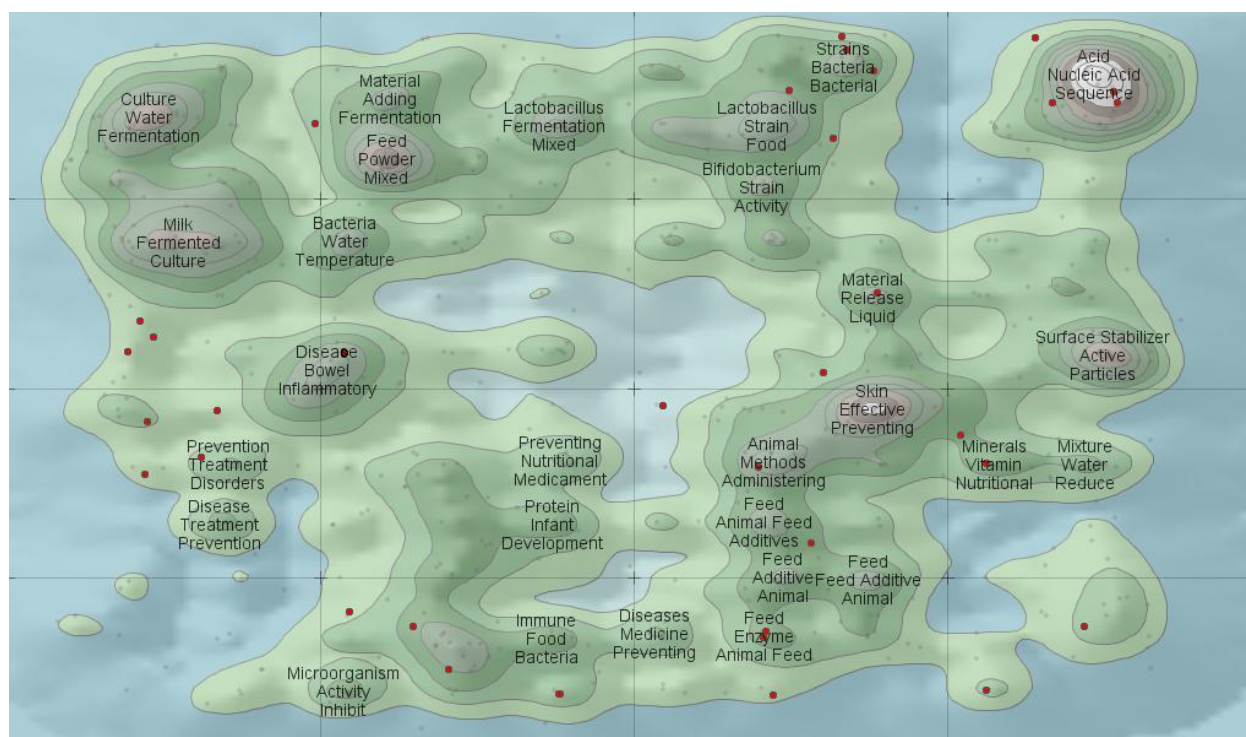 Strains
Bacteria
Bacterial
Acid
Nucleic Acid
Sequence
Culture
Water
Fermentation
Material
Adding
Fermentation
Feed
Powder
Mixed
Lactobacillus
Fermentation
Mixed
Lactobacillus
Strain
Food
Bifidobacterium
Strain
Activity
Milk
Fermented
Culture
Bacteria
Water
Temperature
Material
Release
Liquid
Disease
Bowel
Inflammatory
Surface Stabilizer
Active
Particles
Skin
Effective
Preventing
Prevention
Treatment
Disorders
Preventing
Nutritional
Medicament
Animal
Methods
Administering
Minerals
Vitamin
Nutritional
Mixture
Water
Reduce
Disease
Treatment
Prevention
Protein
Infant
Development
Feed
Animal Feed
Additives
Feed
Additive
Animal
Feed
Feed Additive
Animal
Immune
Food
Bacteria
Diseases
Medicine
Preventing
Feed
Enzyme
Animal Feed
Microorganism
Activity
Inhibit